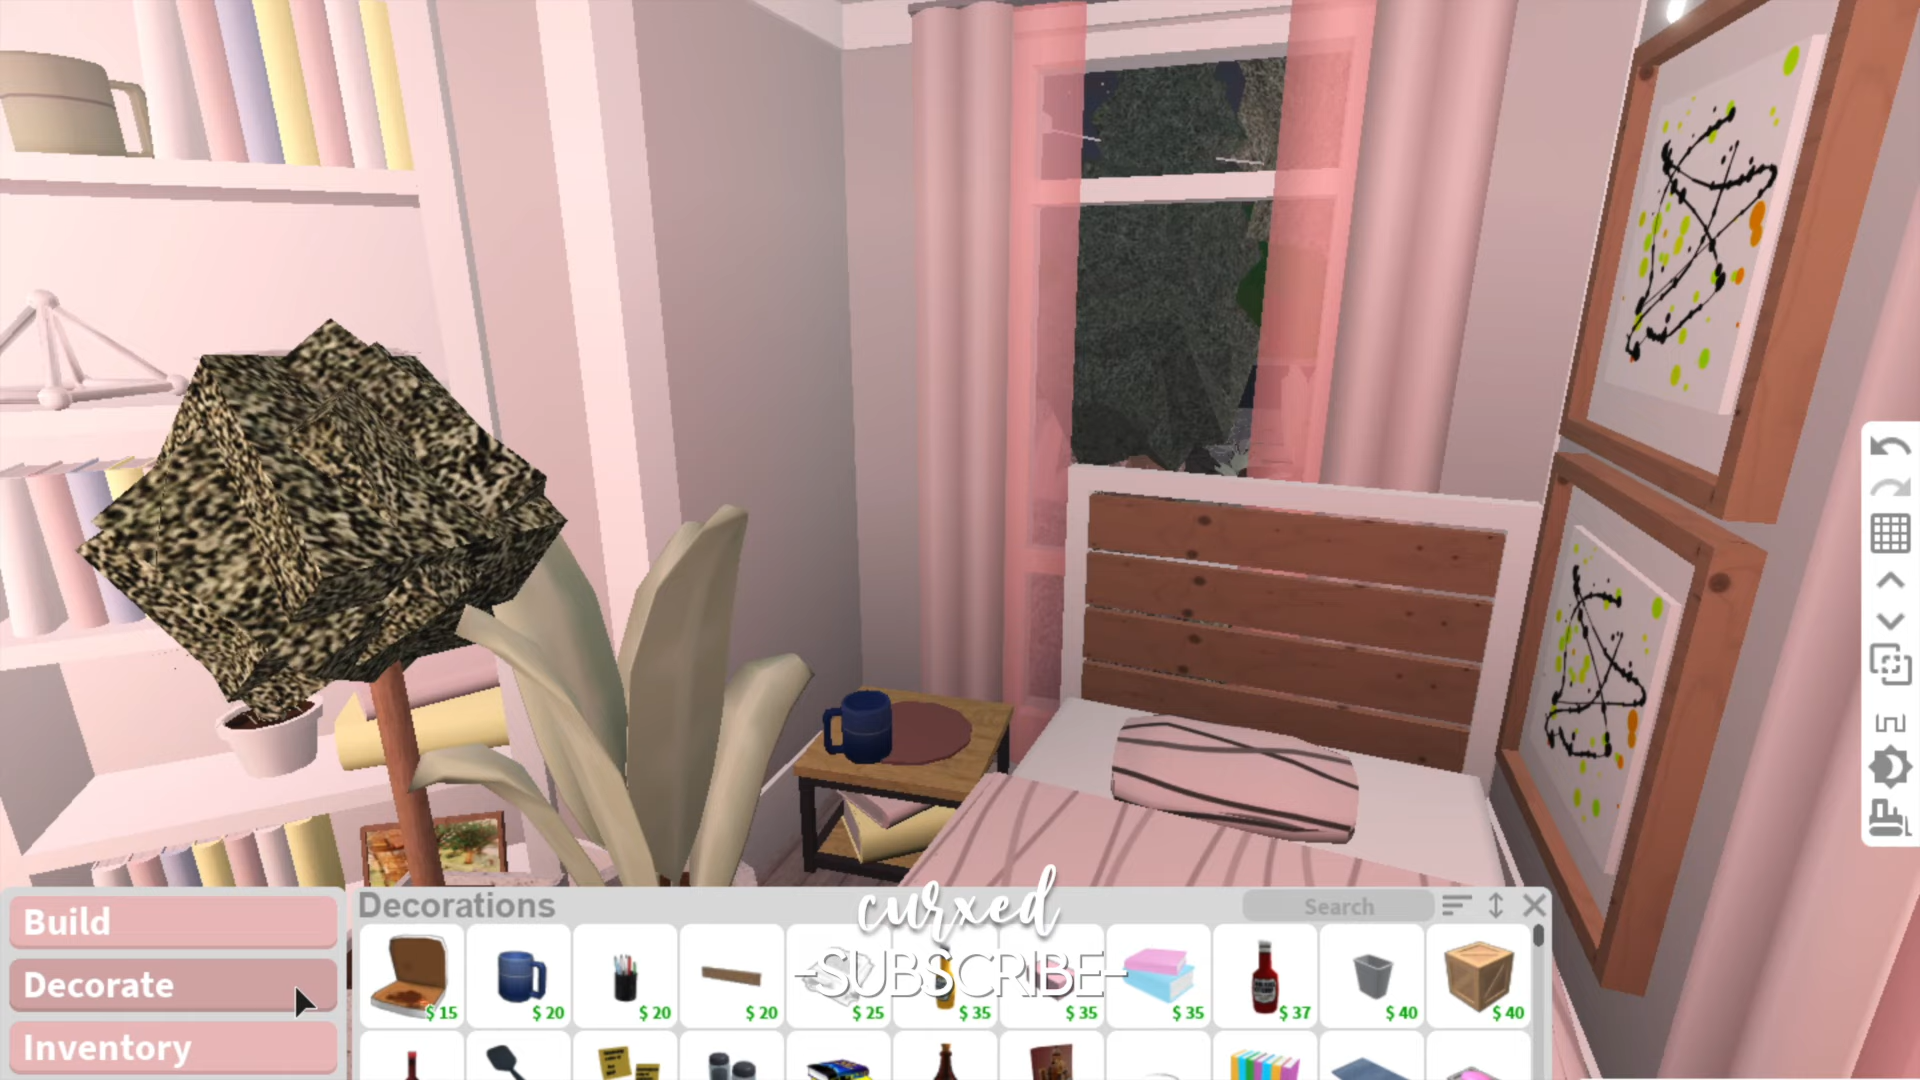 Build
Decorate
Inventory
Decorations
Search
curxed
-SUBSCRIBE-
$ 15
$ 20
$ 20
$ 20
$ 25
$ 35
$ 35
$ 35
$ 37
$ 40
$ 40